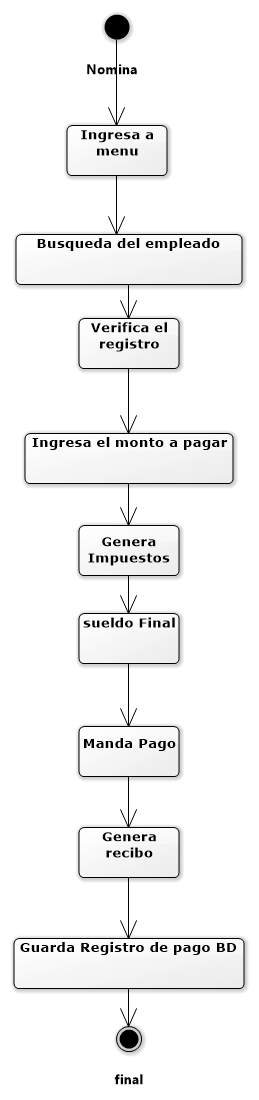 Nomina
Ingresa a
menu
Busqueda del empleado
Verifica el
registro
Ingresa el monto a pagar
Genera
Impuestos
sueldo Final
Manda Pago
Genera
recibo
Guarda Registro de pago BD
final